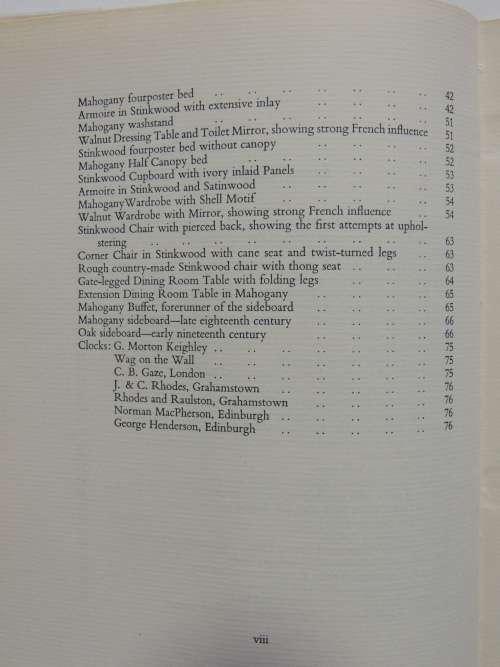 Mahogany fourposter bed .. .. .. .. .. .. .. 42
Armoire in Stinkwood with extensive inlay .. .. .. .. 42
Mahogany washstand .. .. .. .. .. .. .. 51
Walnut Dressing Table and Toilet Mirror, showing strong French influence 51
Stinkwood fourposter bed without canopy .. .. .. .. 52
Mahogany Half Canopy bed .. .. .. .. .. .. 52
Stinkwood Cupboard with ivory inlaid Panels .. .. .. .. 53
Armoire in Stinkwood and Satinwood .. .. .. .. .. 53
Mahogany Wardrobe with Shell Motif .. .. .. .. .. 54
Walnut Wardrobe with Mirror, showing strong French influence .. 54
Stinkwood Chair with pierced back, showing the first attempts at uphol-
stering .. .. .. .. .. .. .. .. 63
Corner Chair in Stinkwood with cane seat and twist-turned legs .. 63
Rough country-made Stinkwood chair with thong seat .. .. .. 63
Gate-legged Dining Room Table with folding legs .. .. .. 64
Extension Dining Room Table in Mahogany .. .. .. .. 65
Mahogany Buffet, forerunner of the sideboard .. .. .. .. 65
Mahogany sideboard—late eighteenth century .. .. .. .. 66
Oak sideboard—early nineteenth century .. .. .. .. 66
Clocks: G. Morton Keighley .. .. .. .. .. .. .. 75
Wag on the Wall .. .. .. .. .. .. .. 75
C. B. Gaze, London .. .. .. .. .. .. .. 75
J. & C. Rhodes, Grahamstown .. .. .. .. .. 76
Rhodes and Raulston, Grahamstown .. .. .. .. 76
Norman MacPherson, Edinburgh .. .. .. .. .. 76
George Henderson, Edinburgh .. .. .. .. .. 76
viii